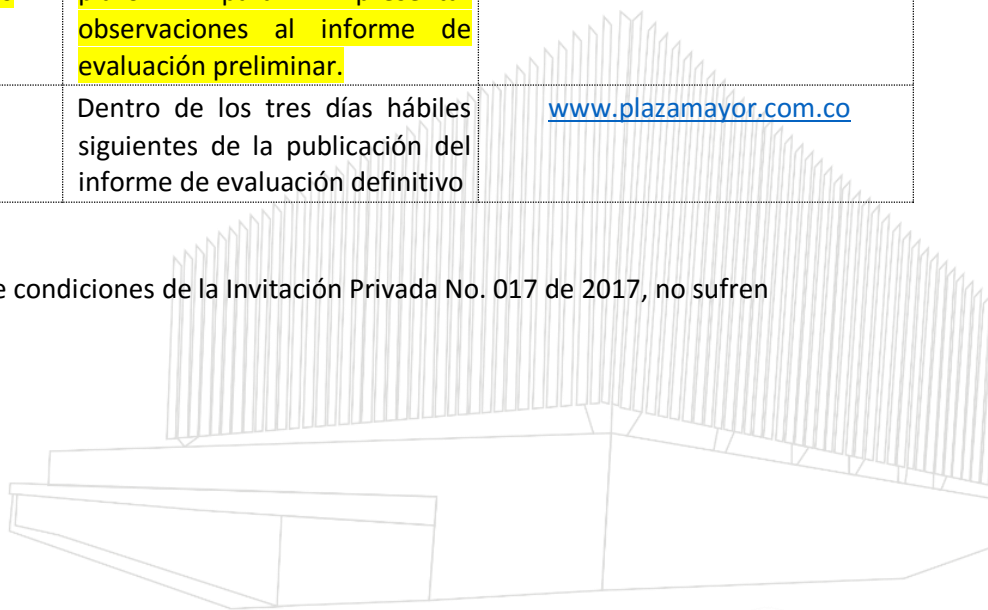 observaciones al informe de
evaluación preliminar.
Dentro de los tres días hábiles
siguientes de la publicación del
informe de evaluación definitivo
www.plazamayor.com.co
condiciones de la Invitación Privada No. 017 de 2017, no sufren